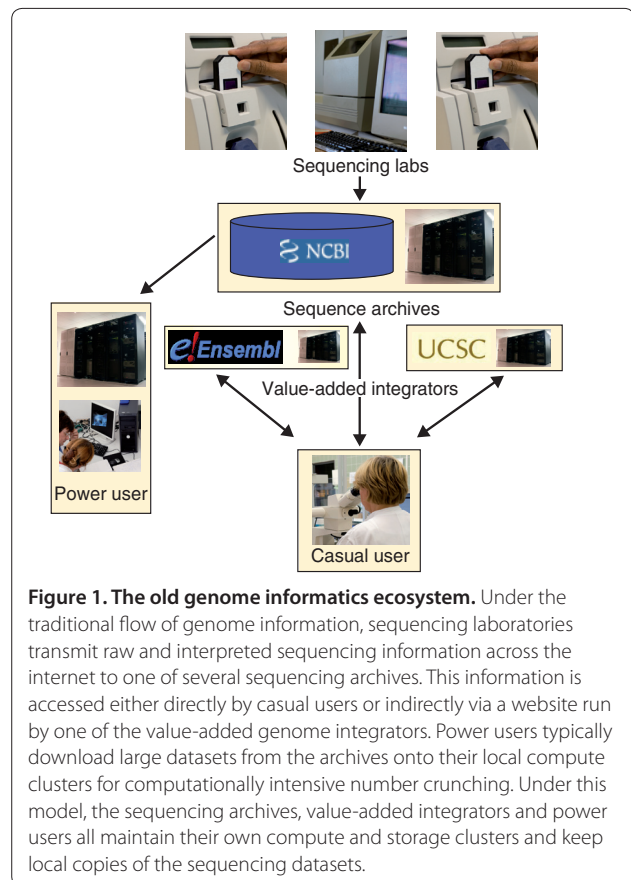 Sequencing labs
NCBI
Sequence archives
e!Ensembl
UCSC
Value-added integrators
Power user
Casual user
Figure 1. The old genome informatics ecosystem. Under the
traditional flow of genome information, sequencing laboratories
transmit raw and interpreted sequencing information across the
internet to one of several sequencing archives. This information is
accessed either directly by casual users or indirectly via a website run
by one of the value-added genome integrators. Power users typically
download large datasets from the archives onto their local compute
clusters for computationally intensive number crunching. Under this
model, the sequencing archives, value-added integrators and power
users all maintain their own compute and storage clusters and keep
local copies of the sequencing datasets.